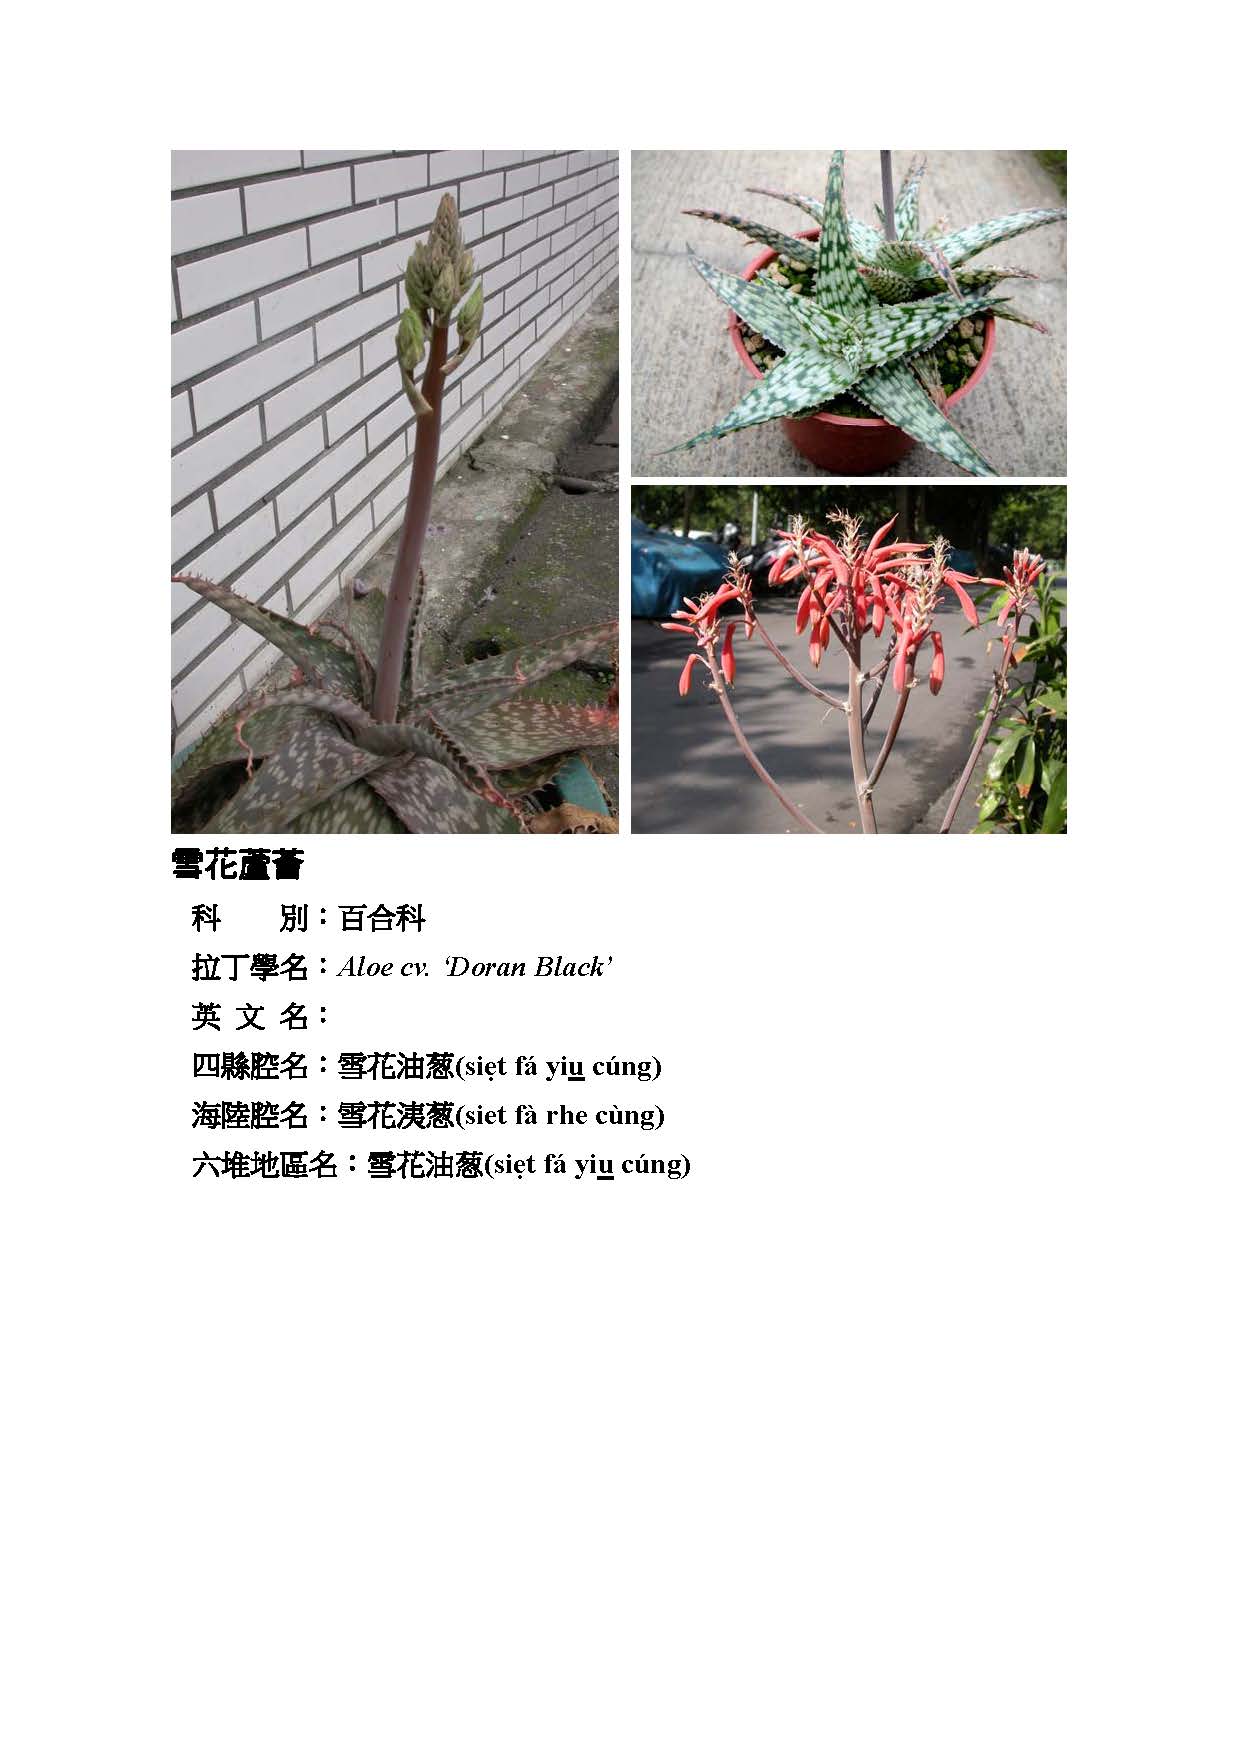 雪花蘆薈
科　　別：百合科
拉丁學名：Aloe cv. ‘Doran Black’
英 文 名：
四縣腔名：雪花油葱(siẹt fá yiu̲ cúng)
海陸腔名：雪花洟葱(siet fà rhe cùng)
六堆地區名：雪花油葱(siẹt fá yiu̲ cúng)